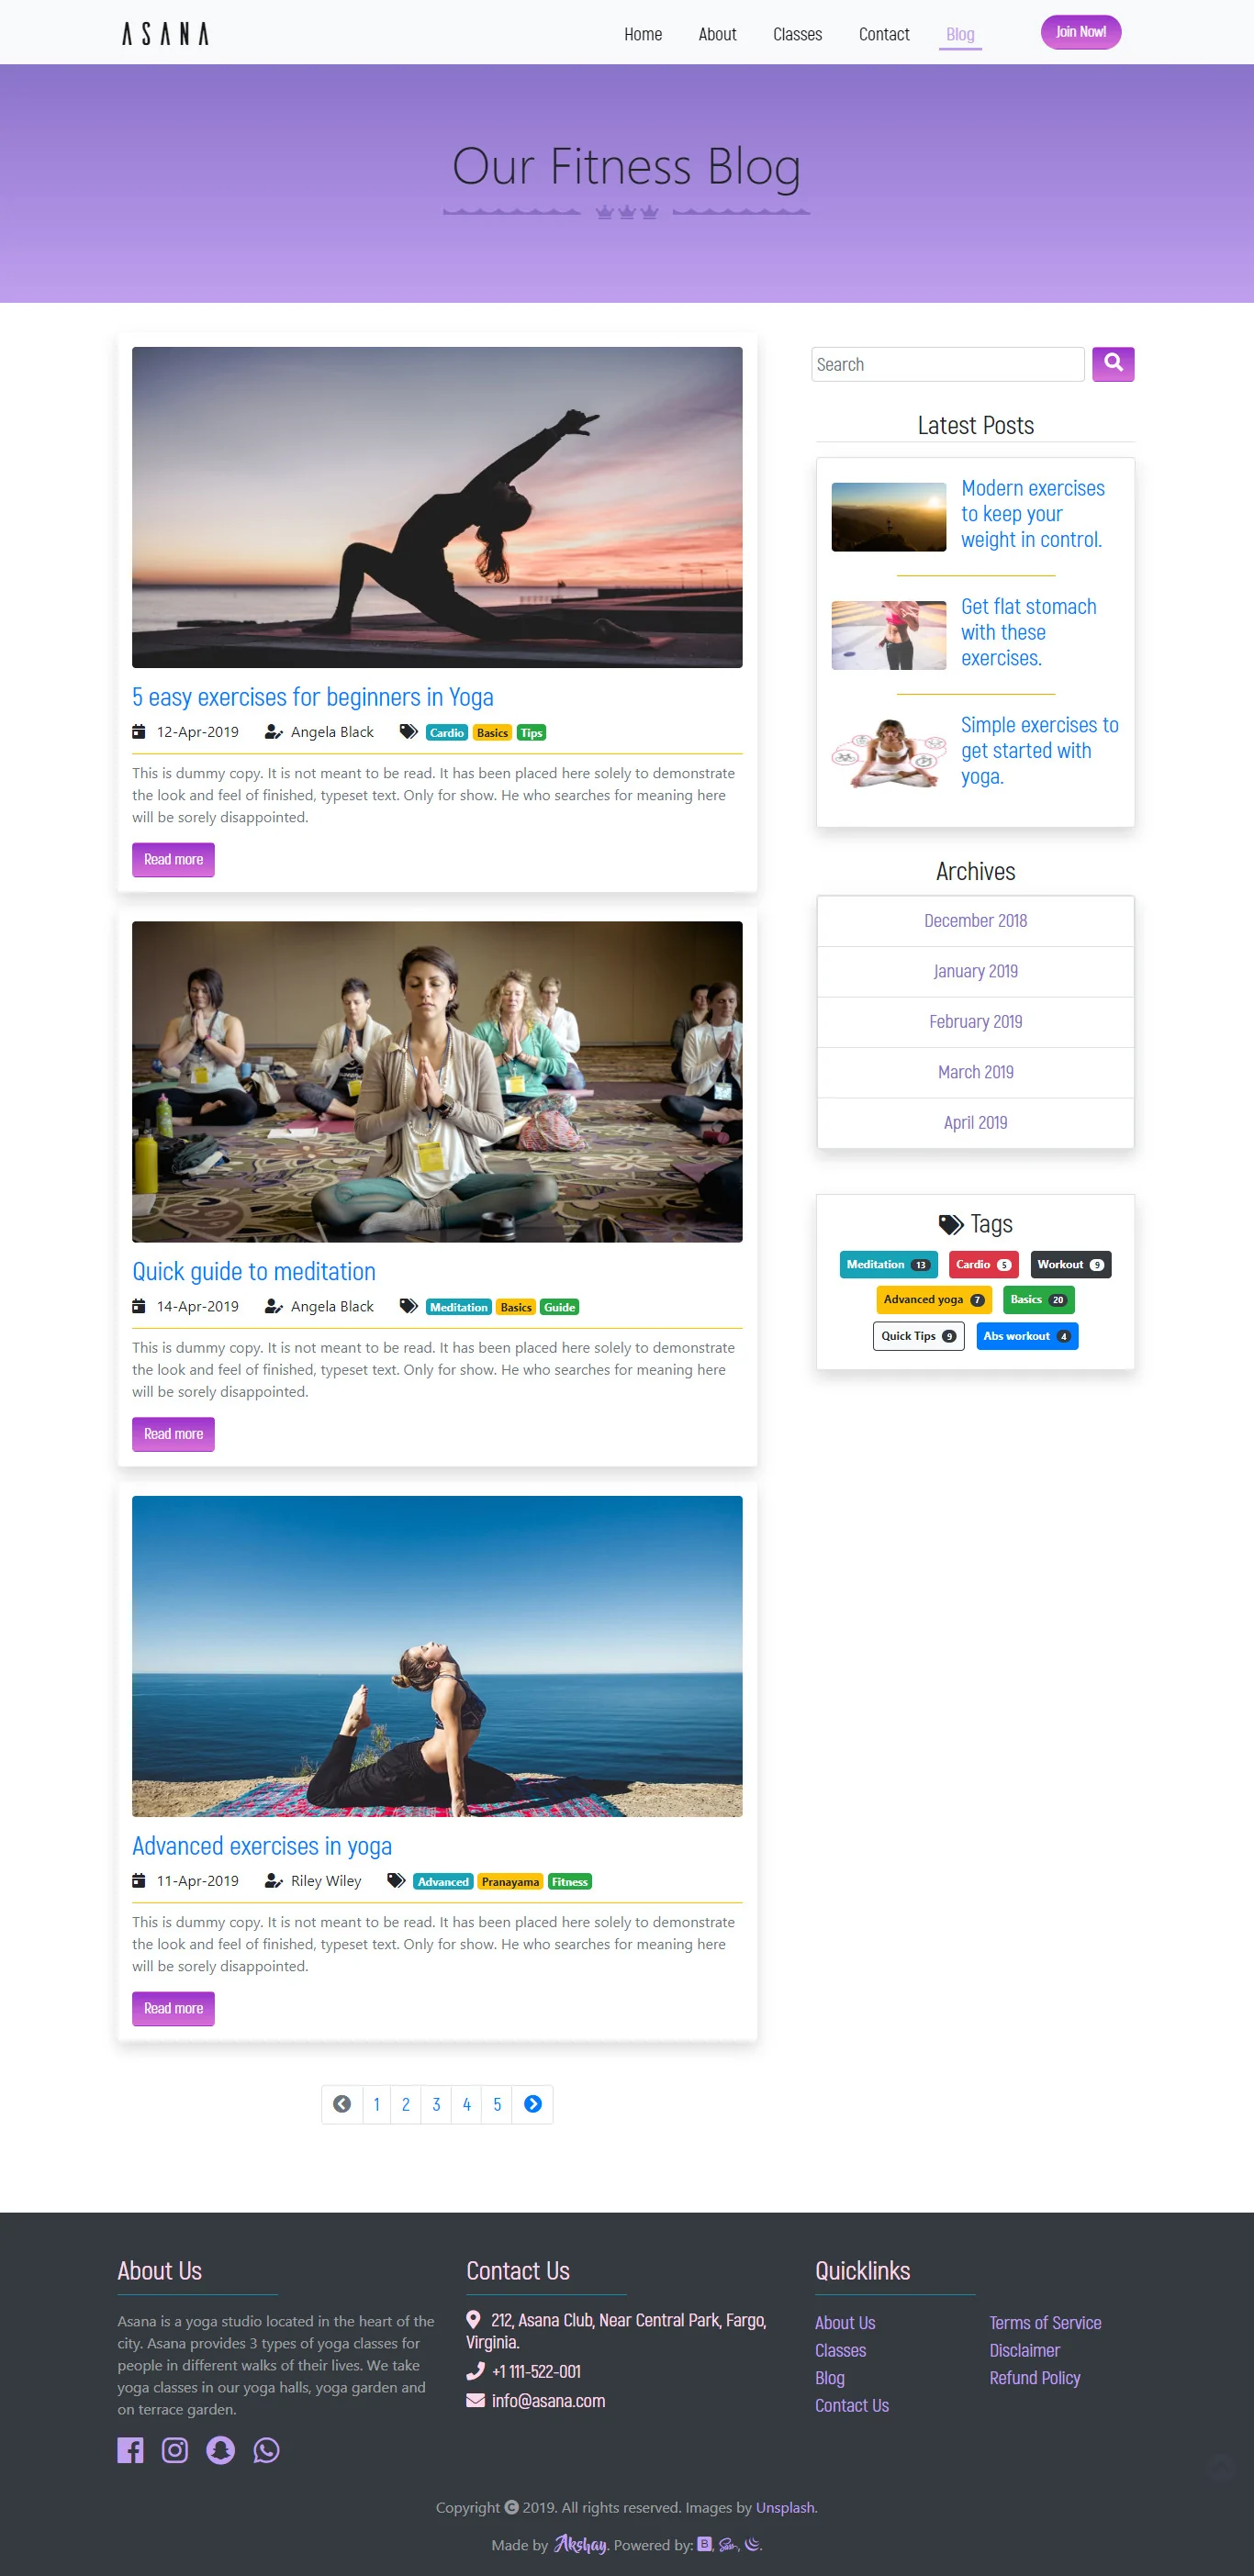 ASANA
Home About Classes Contact Blog Join Now!
Our Fitness Blog
5 easy exercises for beginners in Yoga
12-Apr-2019 Angela Black Cardio Basics Tips
This is dummy copy. It is not meant to be read. It has been placed here solely to demonstrate
the look and feel of finished, typeset text. Only for show. He who searches for meaning here
will be sorely disappointed.
Read more
Quick guide to meditation
14-Apr-2019 Angela Black Meditation Basics Guide
This is dummy copy. It is not meant to be read. It has been placed here solely to demonstrate
the look and feel of finished, typeset text. Only for show. He who searches for meaning here
will be sorely disappointed.
Read more
Advanced exercises in yoga
11-Apr-2019 Riley Wiley Advanced Pranayama Fitness
This is dummy copy. It is not meant to be read. It has been placed here solely to demonstrate
the look and feel of finished, typeset text. Only for show. He who searches for meaning here
will be sorely disappointed.
Read more
1 2 3 4 5
Search
Latest Posts
Modern exercises
to keep your
weight in control.
Get flat stomach
with these
exercises.
Simple exercises to
get started with
yoga.
Archives
December 2018
January 2019
February 2019
March 2019
April 2019
Tags
Meditation 13 Cardio 5 Workout 9
Advanced yoga 7 Basics 20
Quick Tips 9 Abs workout 4
About Us
Asana is a yoga studio located in the heart of the
city. Asana provides 3 types of yoga classes for
people in different walks of their lives. We take
yoga classes in our yoga halls, yoga garden and
on terrace garden.
Contact Us
212, Asana Club, Near Central Park, Fargo,
Virginia.
+1 111-522-001
info@asana.com
Quicklinks
About Us
Classes
Blog
Contact Us
Terms of Service
Disclaimer
Refund Policy
Copyright © 2019. All rights reserved. Images by Unsplash.
Made by Akshay. Powered by: B, Sass, .